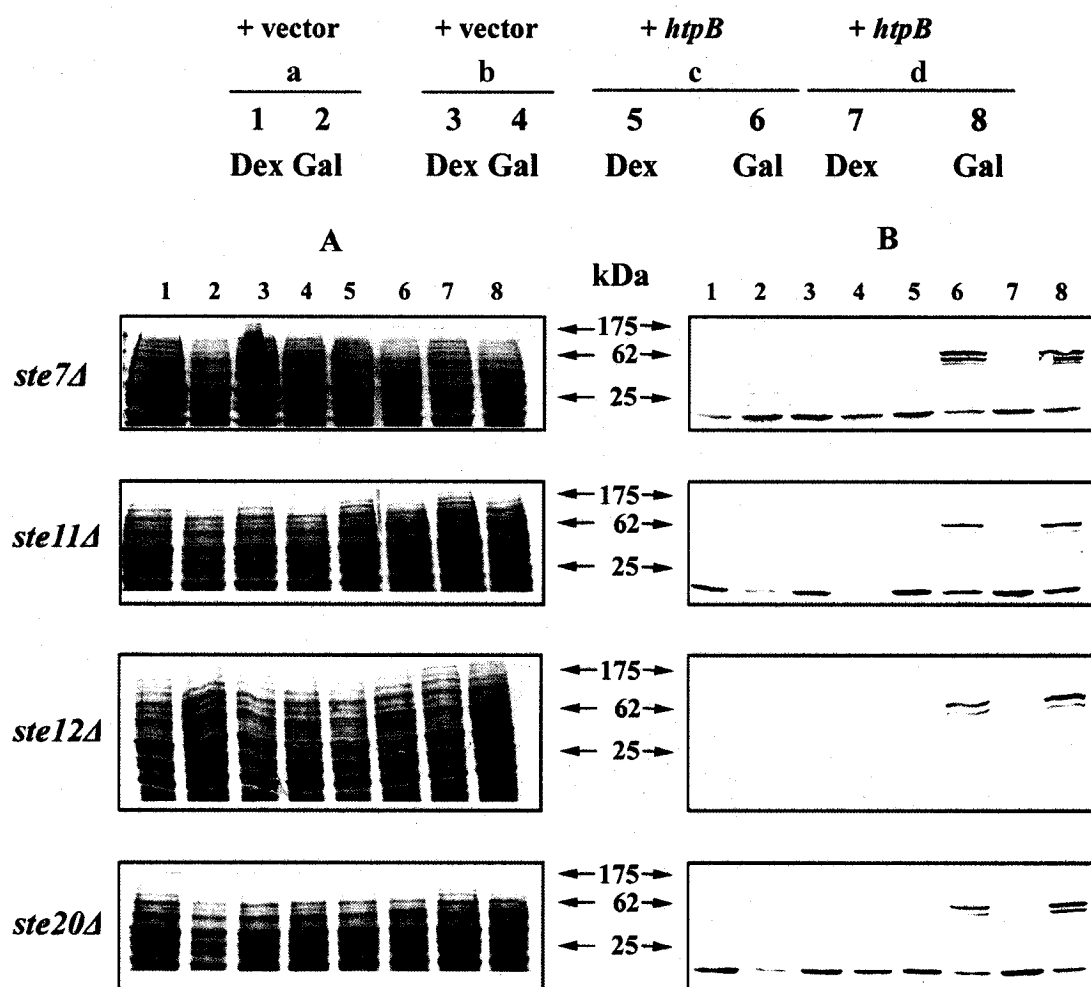 + vector + vector + htpB + htpB
a b c d
1 2 3 4 5 6 7 8
Dex Gal Dex Gal Dex Gal Dex Gal
A B
kDa
1 2 3 4 5 6 7 8 1 2 3 4 5 6 7 8
ste7Δ
175
62
25
ste11Δ
175
62
25
ste12Δ
175
62
25
ste20Δ
175
62
25